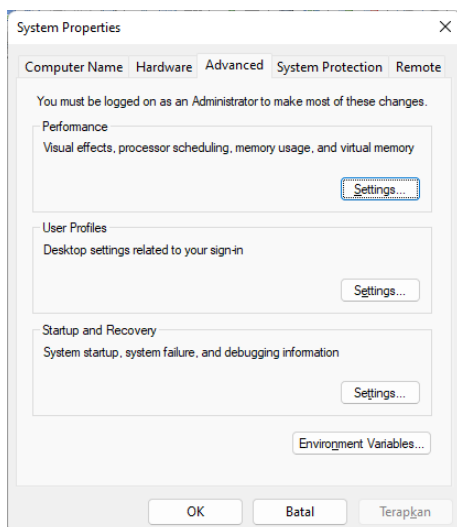 System Properties
Computer Name Hardware Advanced System Protection Remote
You must be logged on as an Administrator to make most of these changes.
Performance
Visual effects, processor scheduling, memory usage, and virtual memory
Settings...
User Profiles
Desktop settings related to your sign-in
Settings...
Startup and Recovery
System startup, system failure, and debugging information
Settings...
Environment Variables...
OK Batal Terapkan